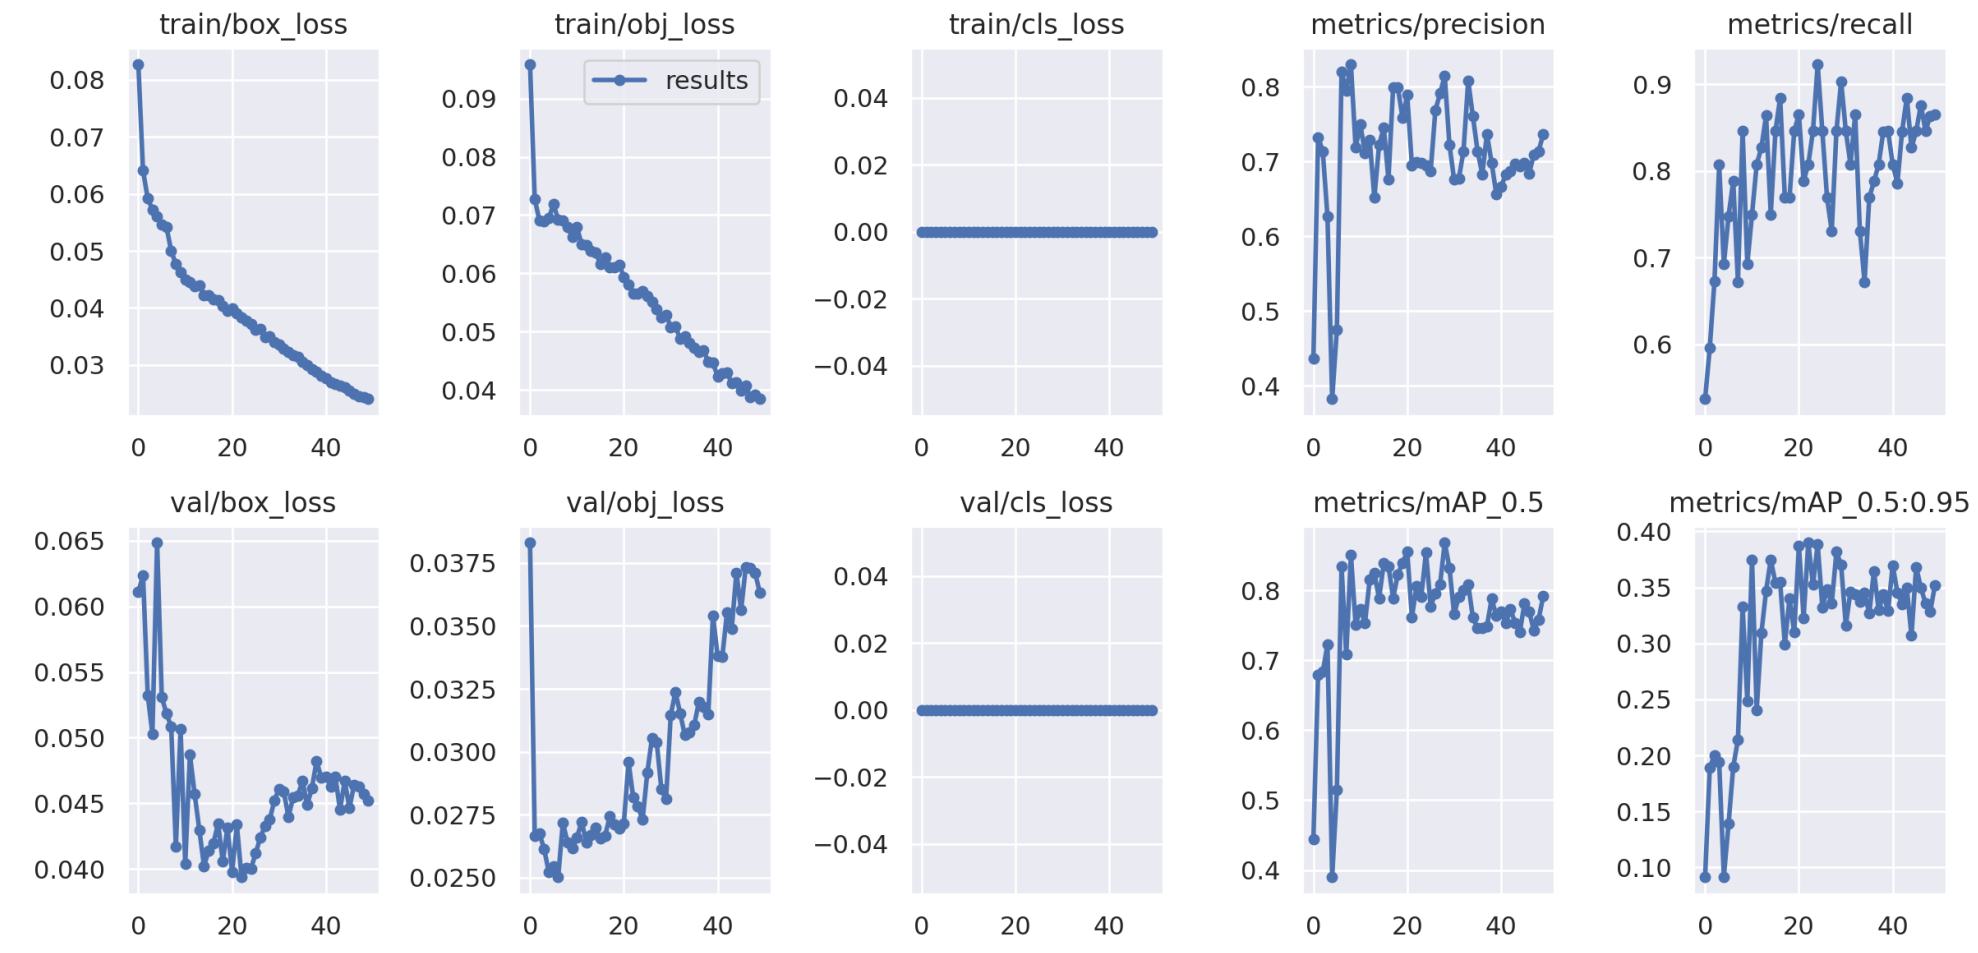 train/box_loss
0.08
0.07
0.06
0.05
0.04
0.03
0 20 40
train/obj_loss
results
0.09
0.08
0.07
0.06
0.05
0.04
0 20 40
train/cls_loss
0.04
0.02
0.00
−0.02
−0.04
0 20 40
metrics/precision
0.8
0.7
0.6
0.5
0.4
0 20 40
metrics/recall
0.9
0.8
0.7
0.6
0 20 40
val/box_loss
0.065
0.060
0.055
0.050
0.045
0.040
0 20 40
val/obj_loss
0.0375
0.0350
0.0325
0.0300
0.0275
0.0250
0 20 40
val/cls_loss
0.04
0.02
0.00
−0.02
−0.04
0 20 40
metrics/mAP_0.5
0.8
0.7
0.6
0.5
0.4
0 20 40
metrics/mAP_0.5:0.95
0.40
0.35
0.30
0.25
0.20
0.15
0.10
0 20 40